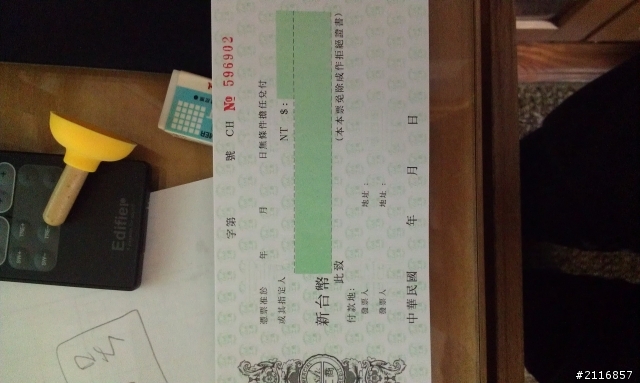 字第 號 CH № 596902
憑票准於 年 月 日無條件擔任兌付
或其指定人
NT $:
新台幣
此致 (本本票免除成作拒絕證書)
付款地:
發票人 地址:
發票人 地址:
中華民國 年 月 日
Edifier
#2116857